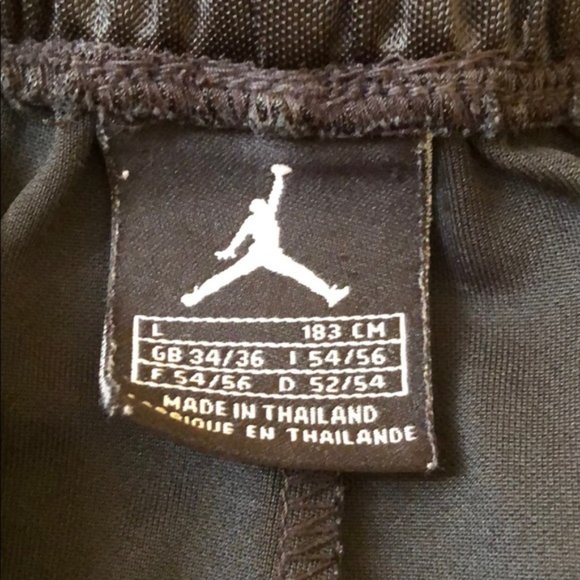 L 183 CM
GB 34/36 I 54/56
F 54/56 D 52/54
MADE IN THAILAND
EN THAILANDE